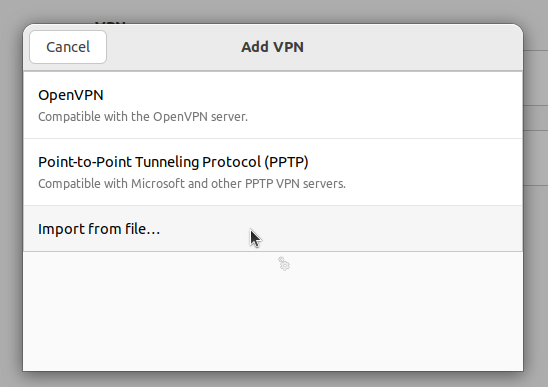 Cancel
Add VPN
OpenVPN
Compatible with the OpenVPN server.
Point-to-Point Tunneling Protocol (PPTP)
Compatible with Microsoft and other PPTP VPN servers.
Import from file…